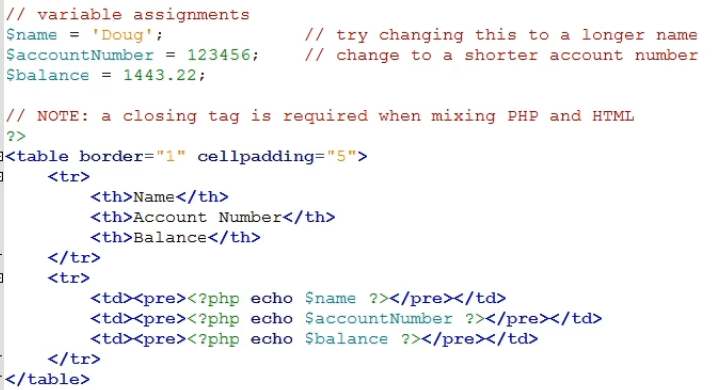 // variable assignments
$name = 'Doug';                // try changing this to a longer name
$accountNumber = 123456;    // change to a shorter account number
$balance = 1443.22;
// NOTE: a closing tag is required when mixing PHP and HTML
?>
<table border="1" cellpadding="5">
    <tr>
        <th>Name</th>
        <th>Account Number</th>
        <th>Balance</th>
    </tr>
    <tr>
        <td><pre><?php echo $name ?></pre></td>
        <td><pre><?php echo $accountNumber ?></pre></td>
        <td><pre><?php echo $balance ?></pre></td>
    </tr>
</table>